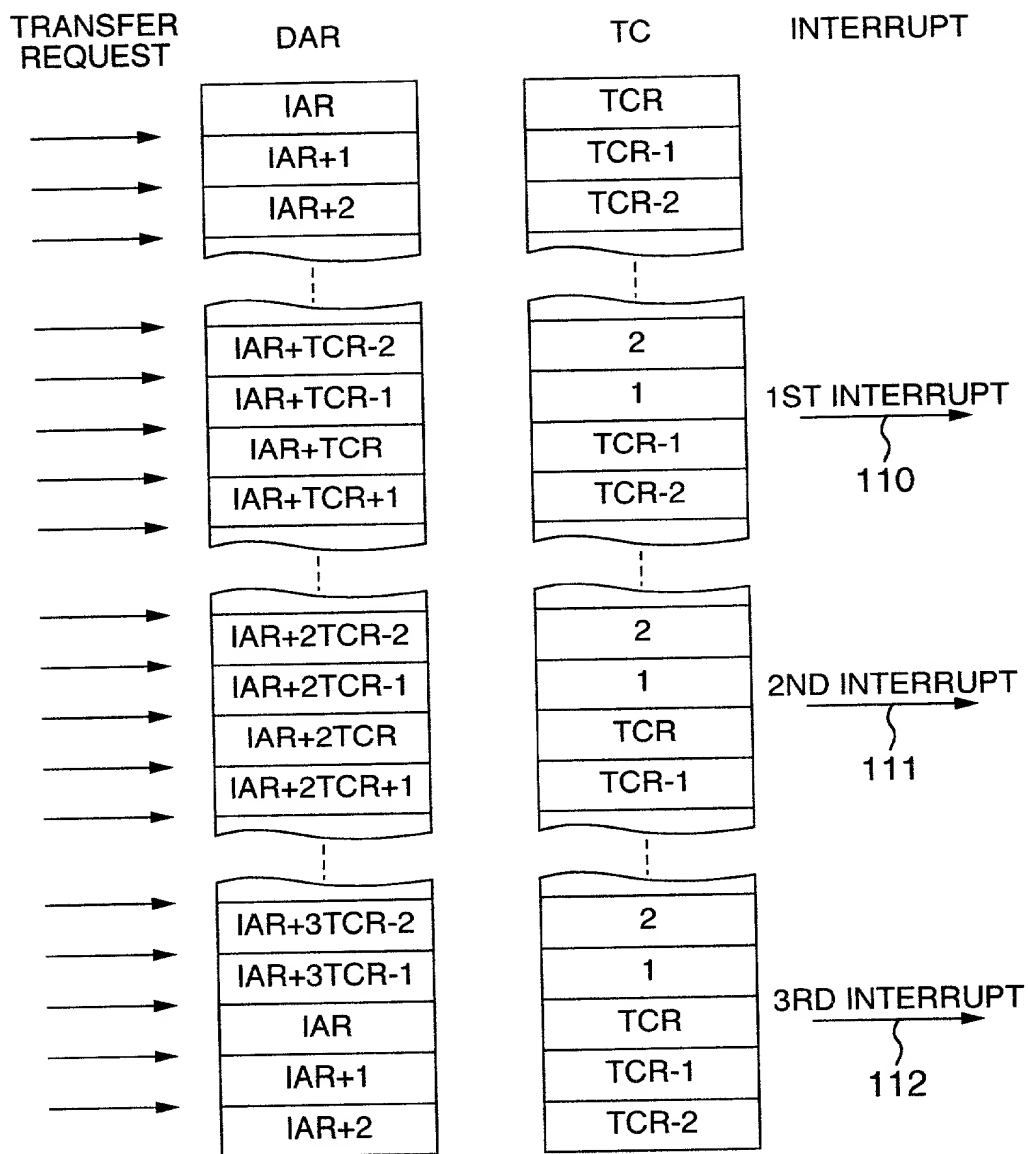 TRANSFER REQUEST
DAR
TC
INTERRUPT
IAR
TCR
IAR+1
TCR-1
IAR+2
TCR-2
IAR+TCR-2
2
IAR+TCR-1
1
1ST INTERRUPT
IAR+TCR
TCR-1
110
IAR+TCR+1
TCR-2
IAR+2TCR-2
2
IAR+2TCR-1
1
2ND INTERRUPT
IAR+2TCR
TCR
111
IAR+2TCR+1
TCR-1
IAR+3TCR-2
2
IAR+3TCR-1
1
3RD INTERRUPT
IAR
TCR
112
IAR+1
TCR-1
IAR+2
TCR-2